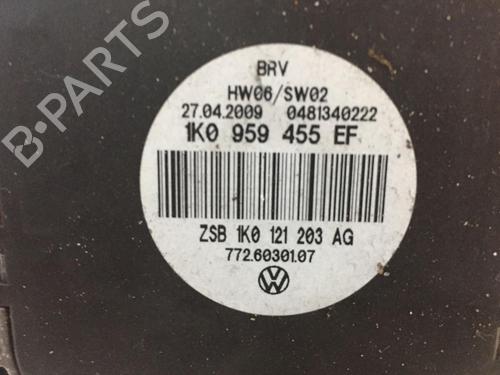 B-PARTS
BRV
HW06/SW02
27.04.2009 0481340222
1K0 959 455 EF
ZSB 1K0 121 203 AG
772.60301.07
VW